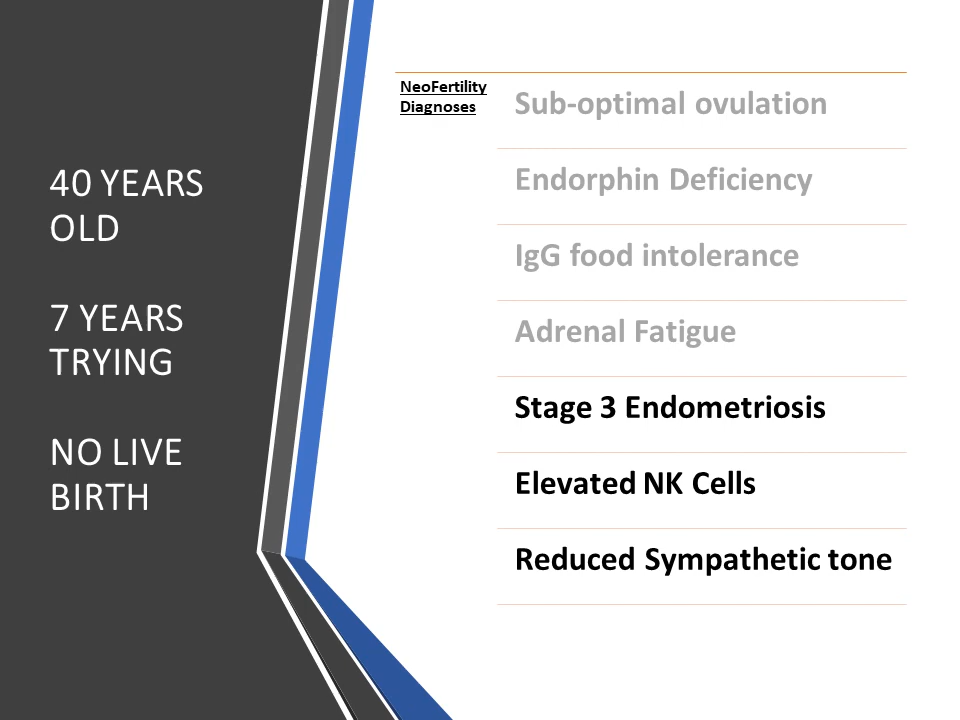 40 YEARS
OLD
7 YEARS
TRYING
NO LIVE
BIRTH
NeoFertility
Diagnoses
Sub-optimal ovulation
Endorphin Deficiency
IgG food intolerance
Adrenal Fatigue
Stage 3 Endometriosis
Elevated NK Cells
Reduced Sympathetic tone